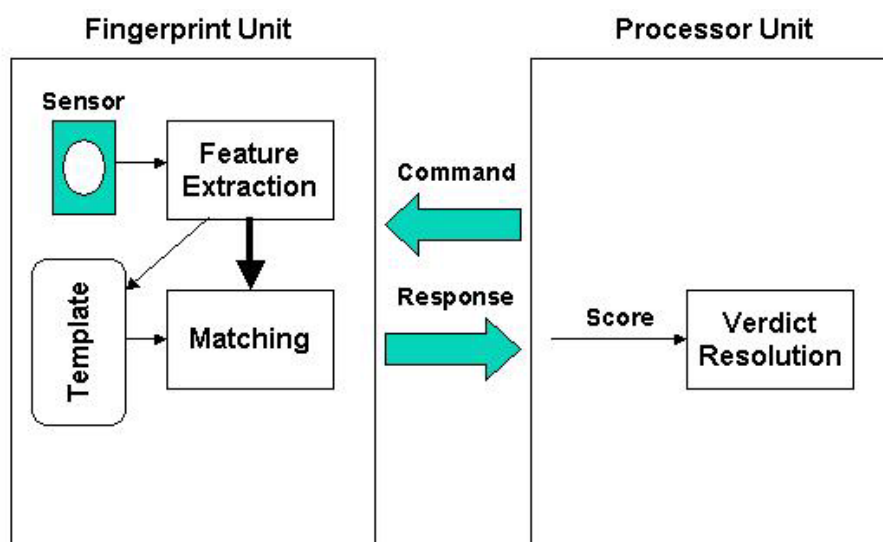 Fingerprint Unit
Processor Unit
Sensor
Feature
Extraction
Command
Template
Matching
Response
Score
Verdict
Resolution